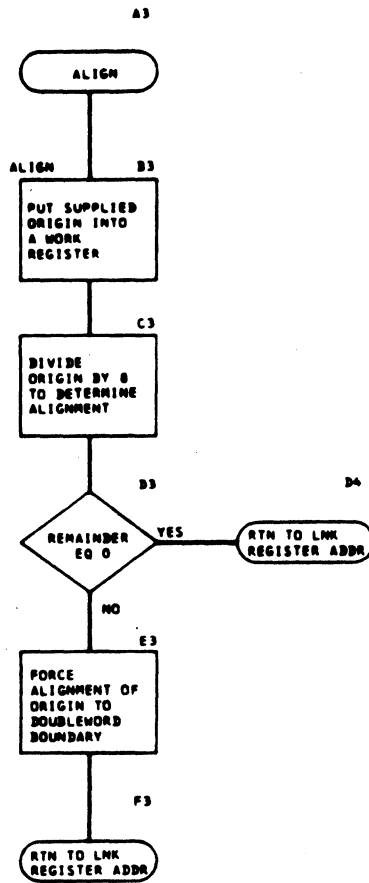 A3
ALIGN
ALIGN B3
PUT SUPPLIED
ORIGIN INTO
A WORK
REGISTER
C3
DIVIDE
ORIGIN BY 8
TO DETERMINE
ALIGNMENT
D3 D4
REMAINDER
EQ 0
YES
RTN TO LNK
REGISTER ADDR
NO
E3
FORCE
ALIGNMENT OF
ORIGIN TO
DOUBLEWORD
BOUNDARY
F3
RTN TO LNK
REGISTER ADDR